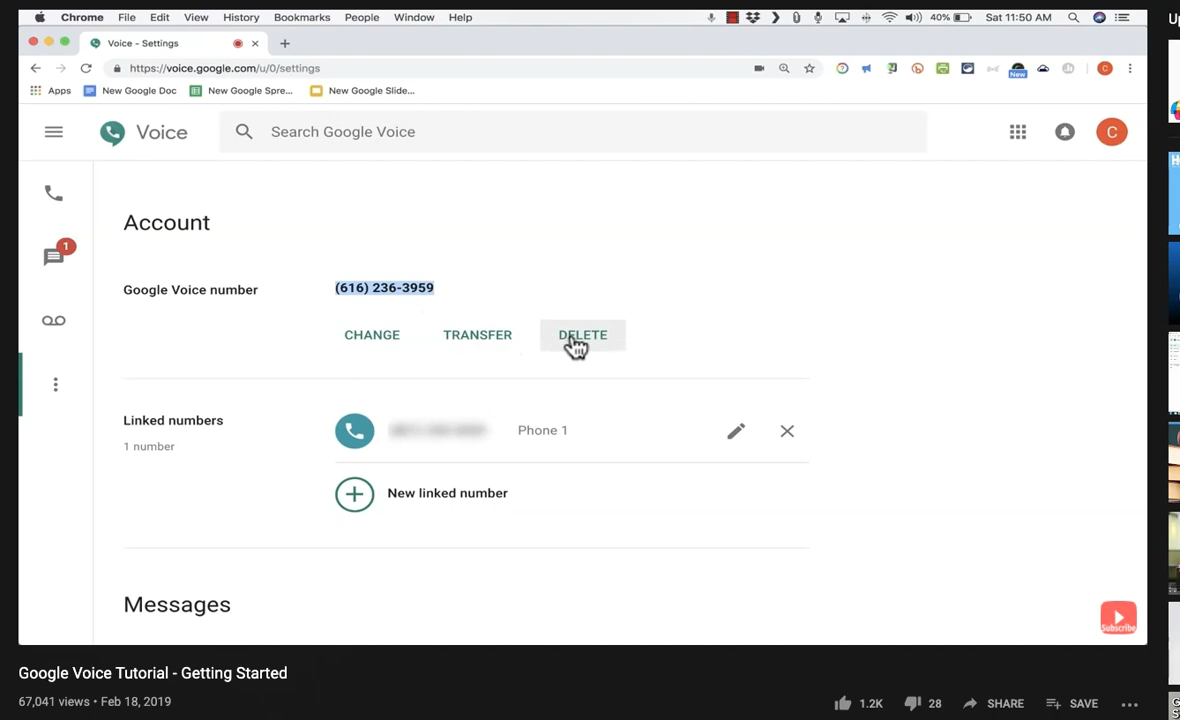 Chrome File Edit View History Bookmarks People Window Help 40% Sat 11:50 AM
Voice - Settings
https://voice.google.com/u/0/settings New C
Apps New Google Doc New Google Spre... New Google Slide...
Voice Search Google Voice C
1
Account
Google Voice number (616) 236-3959
CHANGE TRANSFER DELETE
Linked numbers Phone 1
1 number
New linked number
Messages
Subscribe
Google Voice Tutorial - Getting Started
67,041 views • Feb 18, 2019 1.2K 28 SHARE SAVE